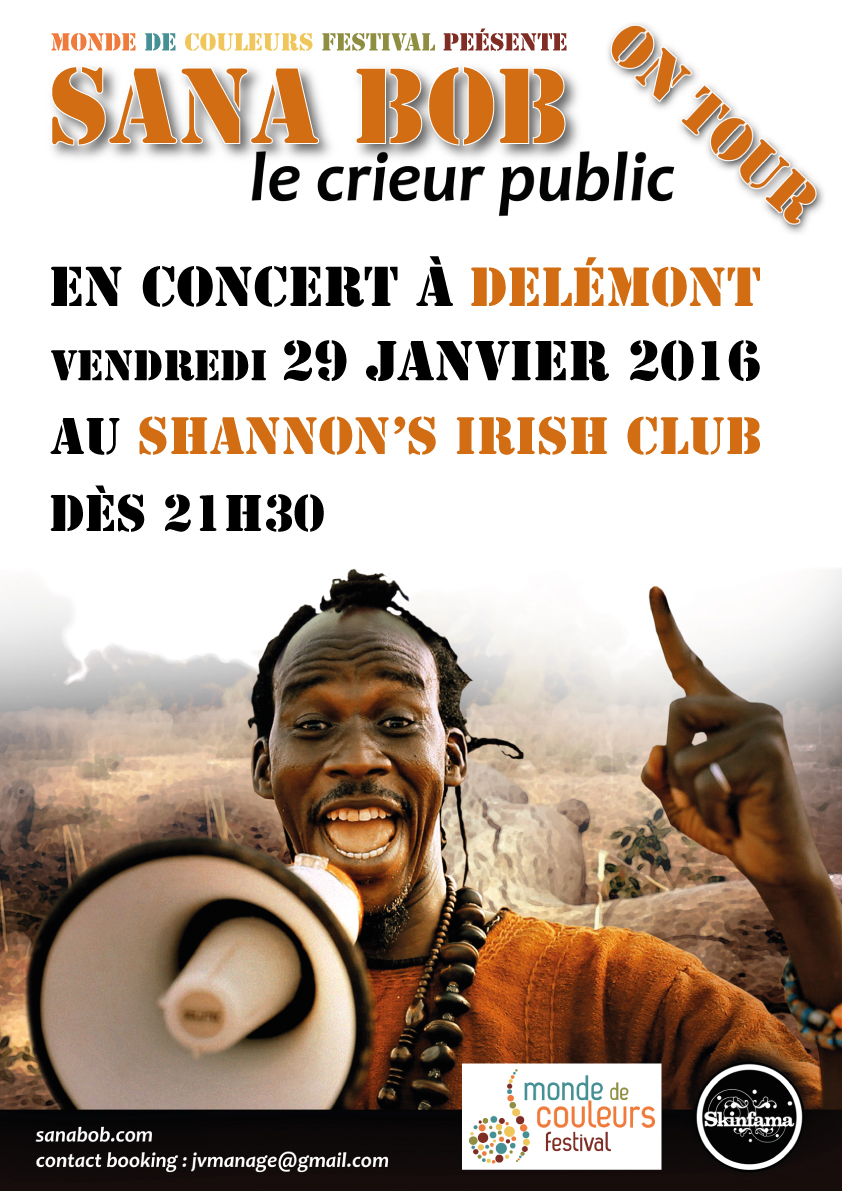 MONDE DE COULEURS FESTIVAL PEÉSENTE
SANA BOB
ON TOUR
le crieur public
EN CONCERT À DELÉMONT
VENDREDI 29 JANVIER 2016
AU SHANNON'S IRISH CLUB
DÈS 21H30
monde de
couleurs
festival
Skinfama
sanabob.com
contact booking : jvmanage@gmail.com